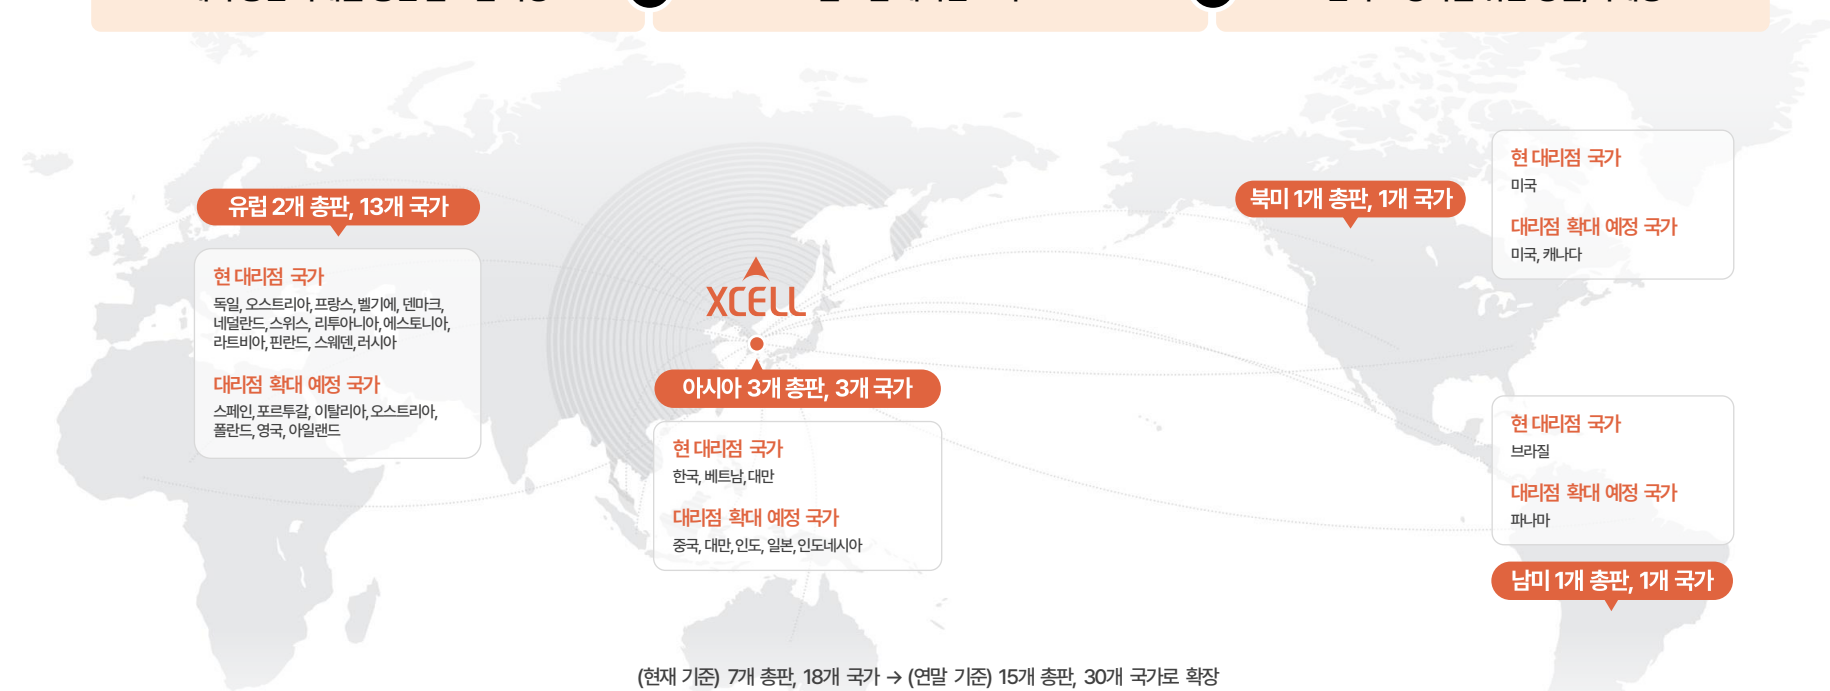 유럽 2개 총판, 13개 국가
현 대리점 국가
독일, 오스트리아, 프랑스, 벨기에, 덴마크,
네덜란드, 스위스, 리투아니아, 에스토니아,
라트비아, 핀란드, 스웨덴, 러시아
대리점 확대 예정 국가
스페인, 포르투갈, 이탈리아, 오스트리아,
폴란드, 영국, 아일랜드
XCELL
아시아 3개 총판, 3개 국가
현 대리점 국가
한국, 베트남, 대만
대리점 확대 예정 국가
중국, 대만, 인도, 일본, 인도네시아
북미 1개 총판, 1개 국가
현 대리점 국가
미국
대리점 확대 예정 국가
미국, 캐나다
현 대리점 국가
브라질
대리점 확대 예정 국가
파나마
남미 1개 총판, 1개 국가
(현재 기준) 7개 총판, 18개 국가 → (연말 기준) 15개 총판, 30개 국가로 확장